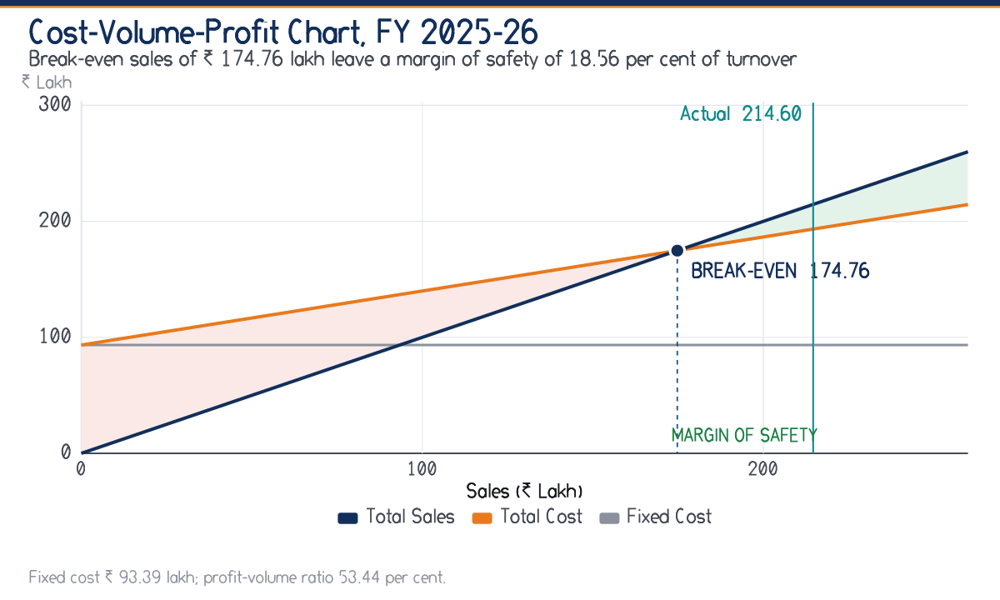 Cost-Volume-Profit Chart, FY 2025-26
Break-even sales of ₹ 174.76 lakh leave a margin of safety of 18.56 per cent of turnover
₹ Lakh
300
Actual 214.60
200
BREAK-EVEN 174.76
100
MARGIN OF SAFETY
0
0 100 200
Sales (₹ Lakh)
Total Sales Total Cost Fixed Cost
Fixed cost ₹ 93.39 lakh; profit-volume ratio 53.44 per cent.